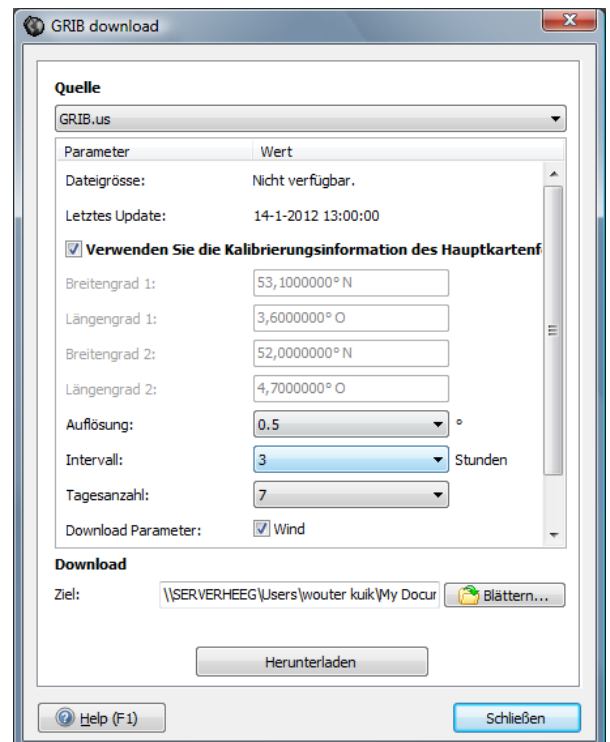 GRIB download
Quelle
GRIB.us
Parameter Wert
Dateigrösse: Nicht verfügbar.
Letztes Update: 14-1-2012 13:00:00
Verwenden Sie die Kalibrierungsinformation des Hauptkartenf
Breitengrad 1: 53,1000000° N
Längengrad 1: 3,6000000° O
Breitengrad 2: 52,0000000° N
Längengrad 2: 4,7000000° O
Auflösung: 0.5 °
Intervall: 3 Stunden
Tagesanzahl: 7
Download Parameter: Wind
Download
Ziel: \\SERVERHEEG\Users\wouter kuik\My Docur Blättern...
Herunterladen
Help (F1) Schließen